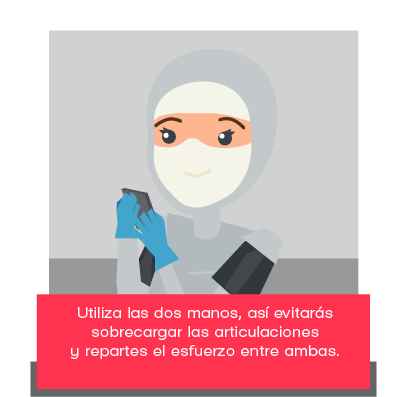 Utiliza las dos manos, así evitarás
sobrecargar las articulaciones
y repartes el esfuerzo entre ambas.